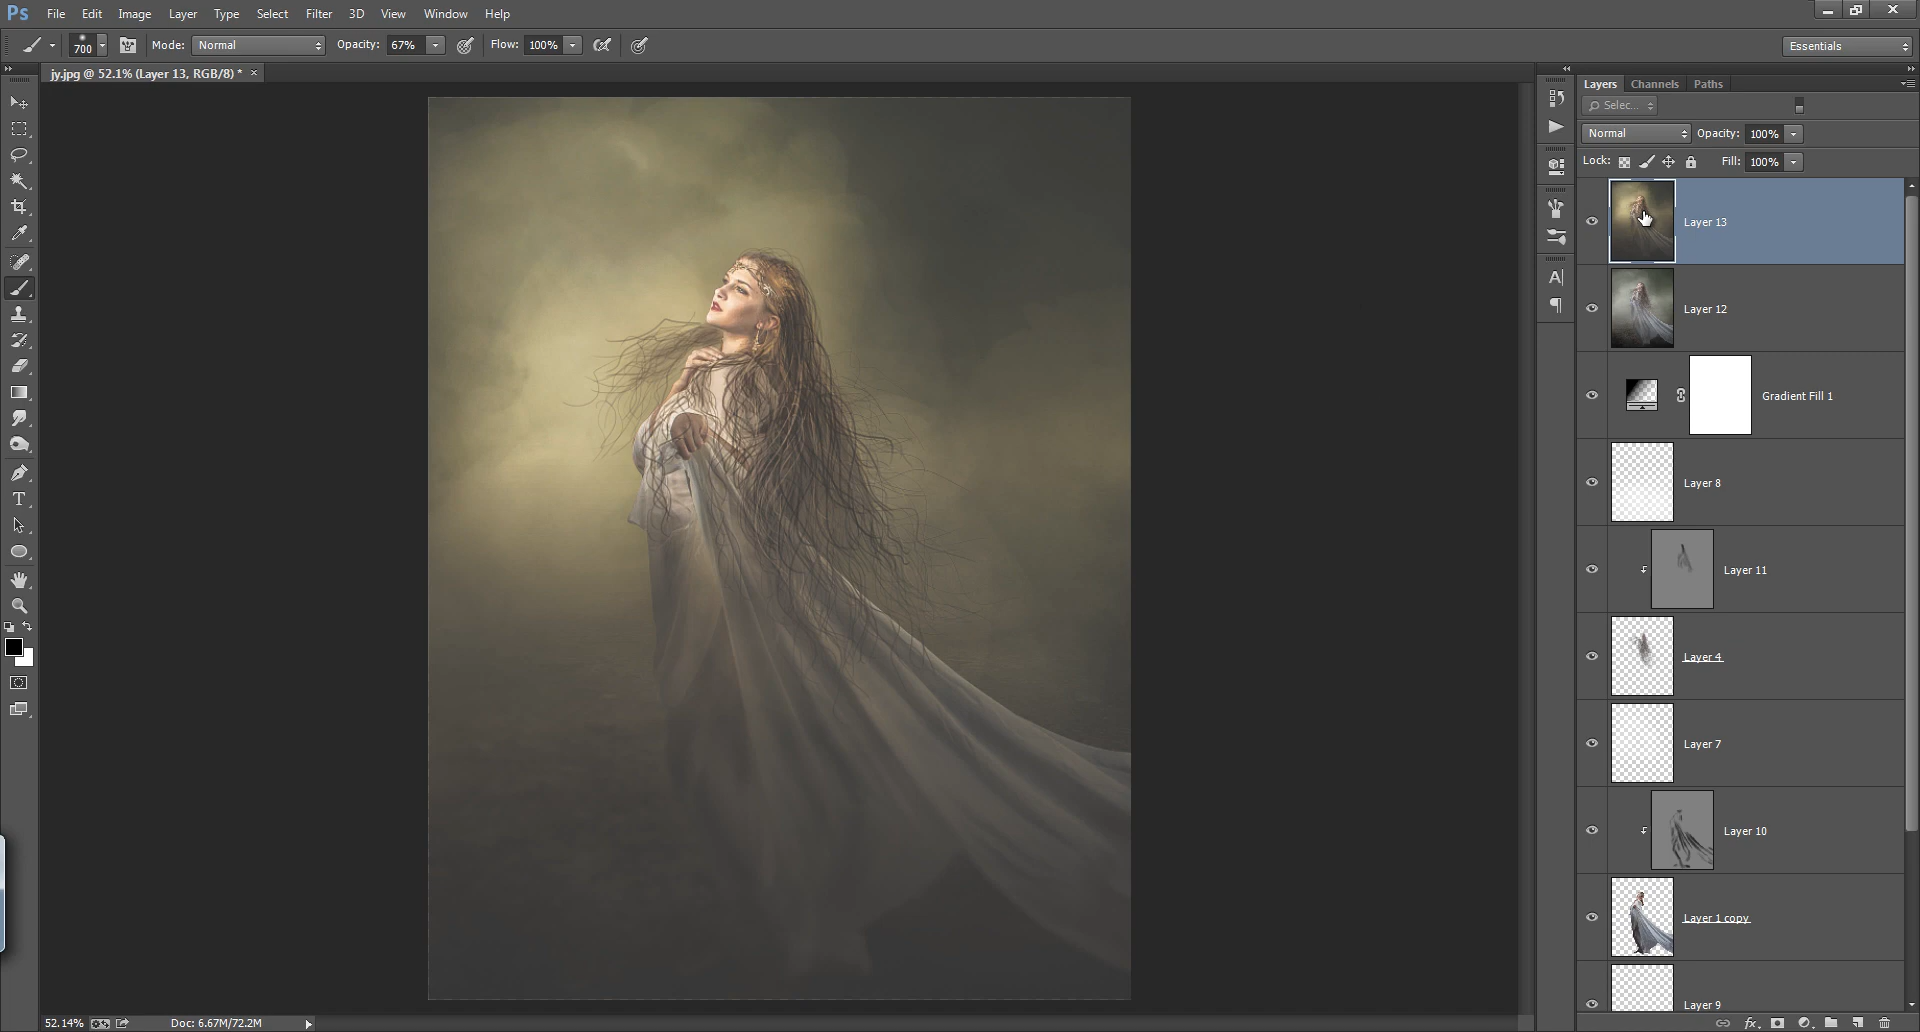 Ps File Edit Image Layer Type Select Filter 3D View Window Help
700 Mode: Normal Opacity: 67% Flow: 100% Essentials
jy.jpg @ 52.1% (Layer 13, RGB/8) * ×
Layers Channels Paths
Selec...
Normal Opacity: 100%
Lock: Fill: 100%
Layer 13
Layer 12
Gradient Fill 1
Layer 8
Layer 11
Layer 4
Layer 7
Layer 10
Layer 1 copy
Layer 9
52.14% Doc: 6.67M/72.2M